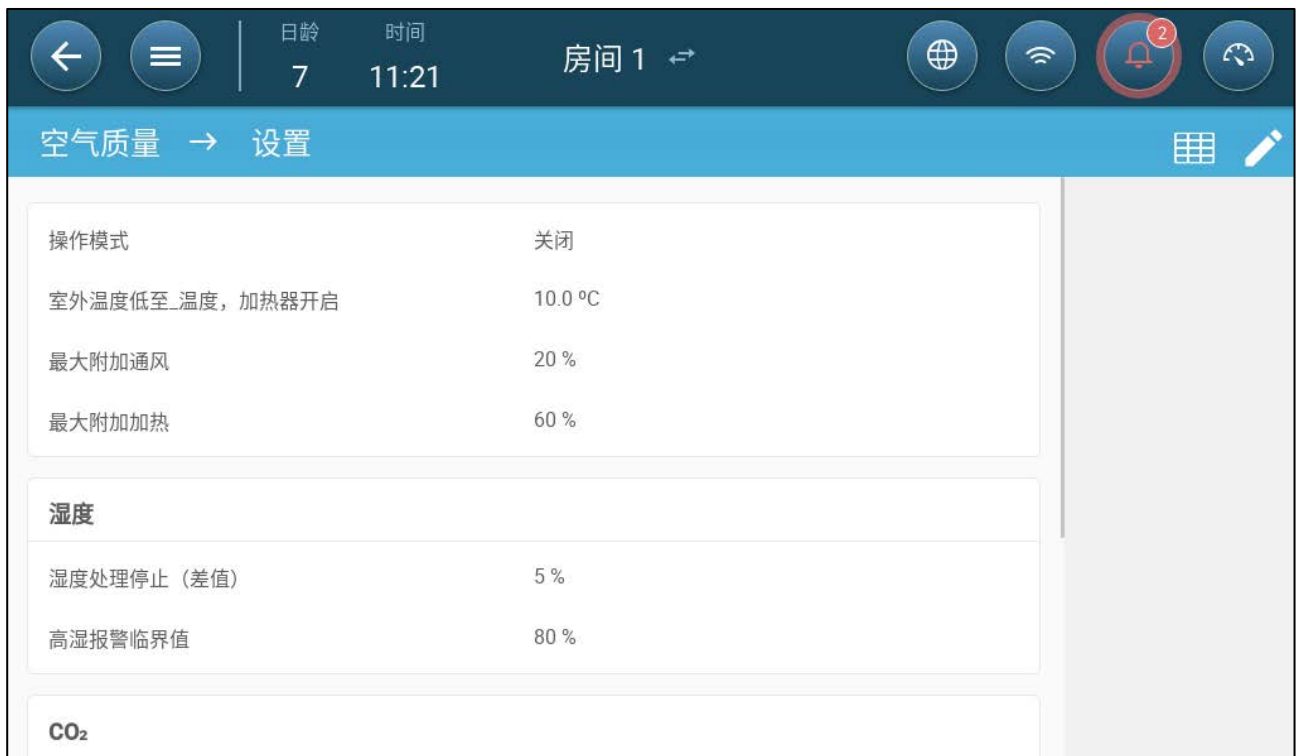 日龄 时间
7 11:21
房间 1
2
空气质量 → 设置
操作模式 关闭
室外温度低至_温度，加热器开启 10.0 ºC
最大附加通风 20 %
最大附加加热 60 %
湿度
湿度处理停止（差值） 5 %
高湿报警临界值 80 %
CO₂